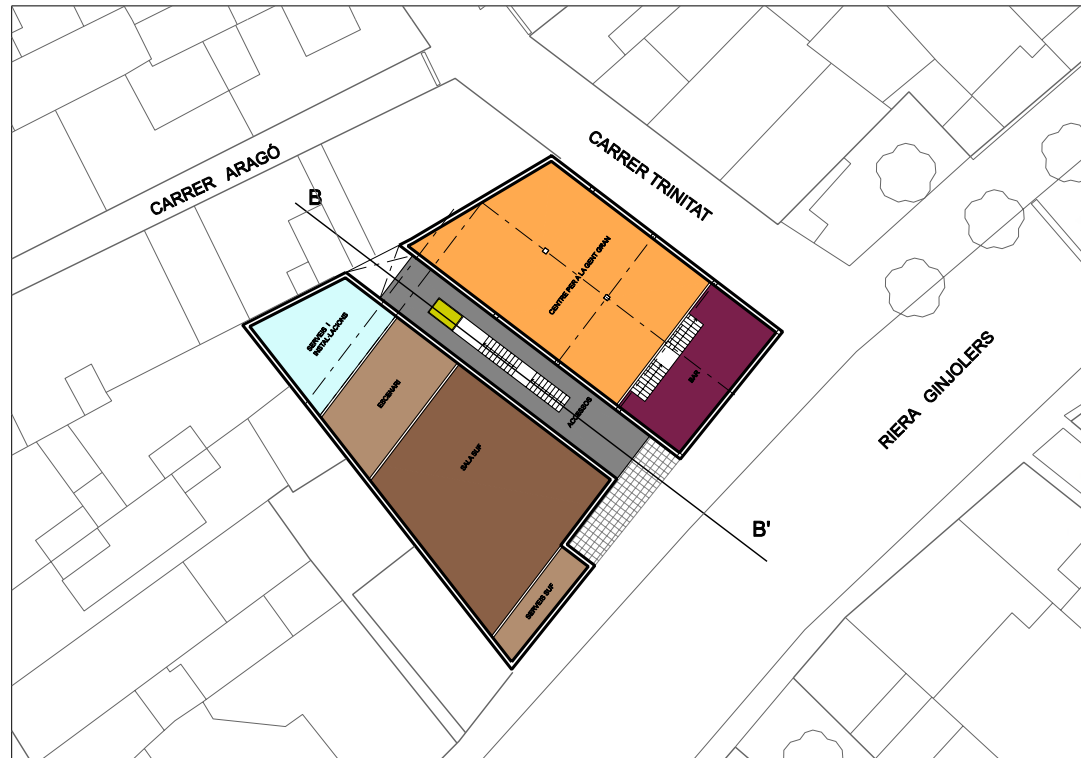 CARRER ARAGÓ
CARRER TRINITAT
B
CENTRE PER A LA GENT GRAN
SERVEIS I
INSTAL·LACIONS
ESCENARI
BAR
RIERA GINJOLERS
ACCESSOS
SALA SUF
B'
SERVEIS SUF